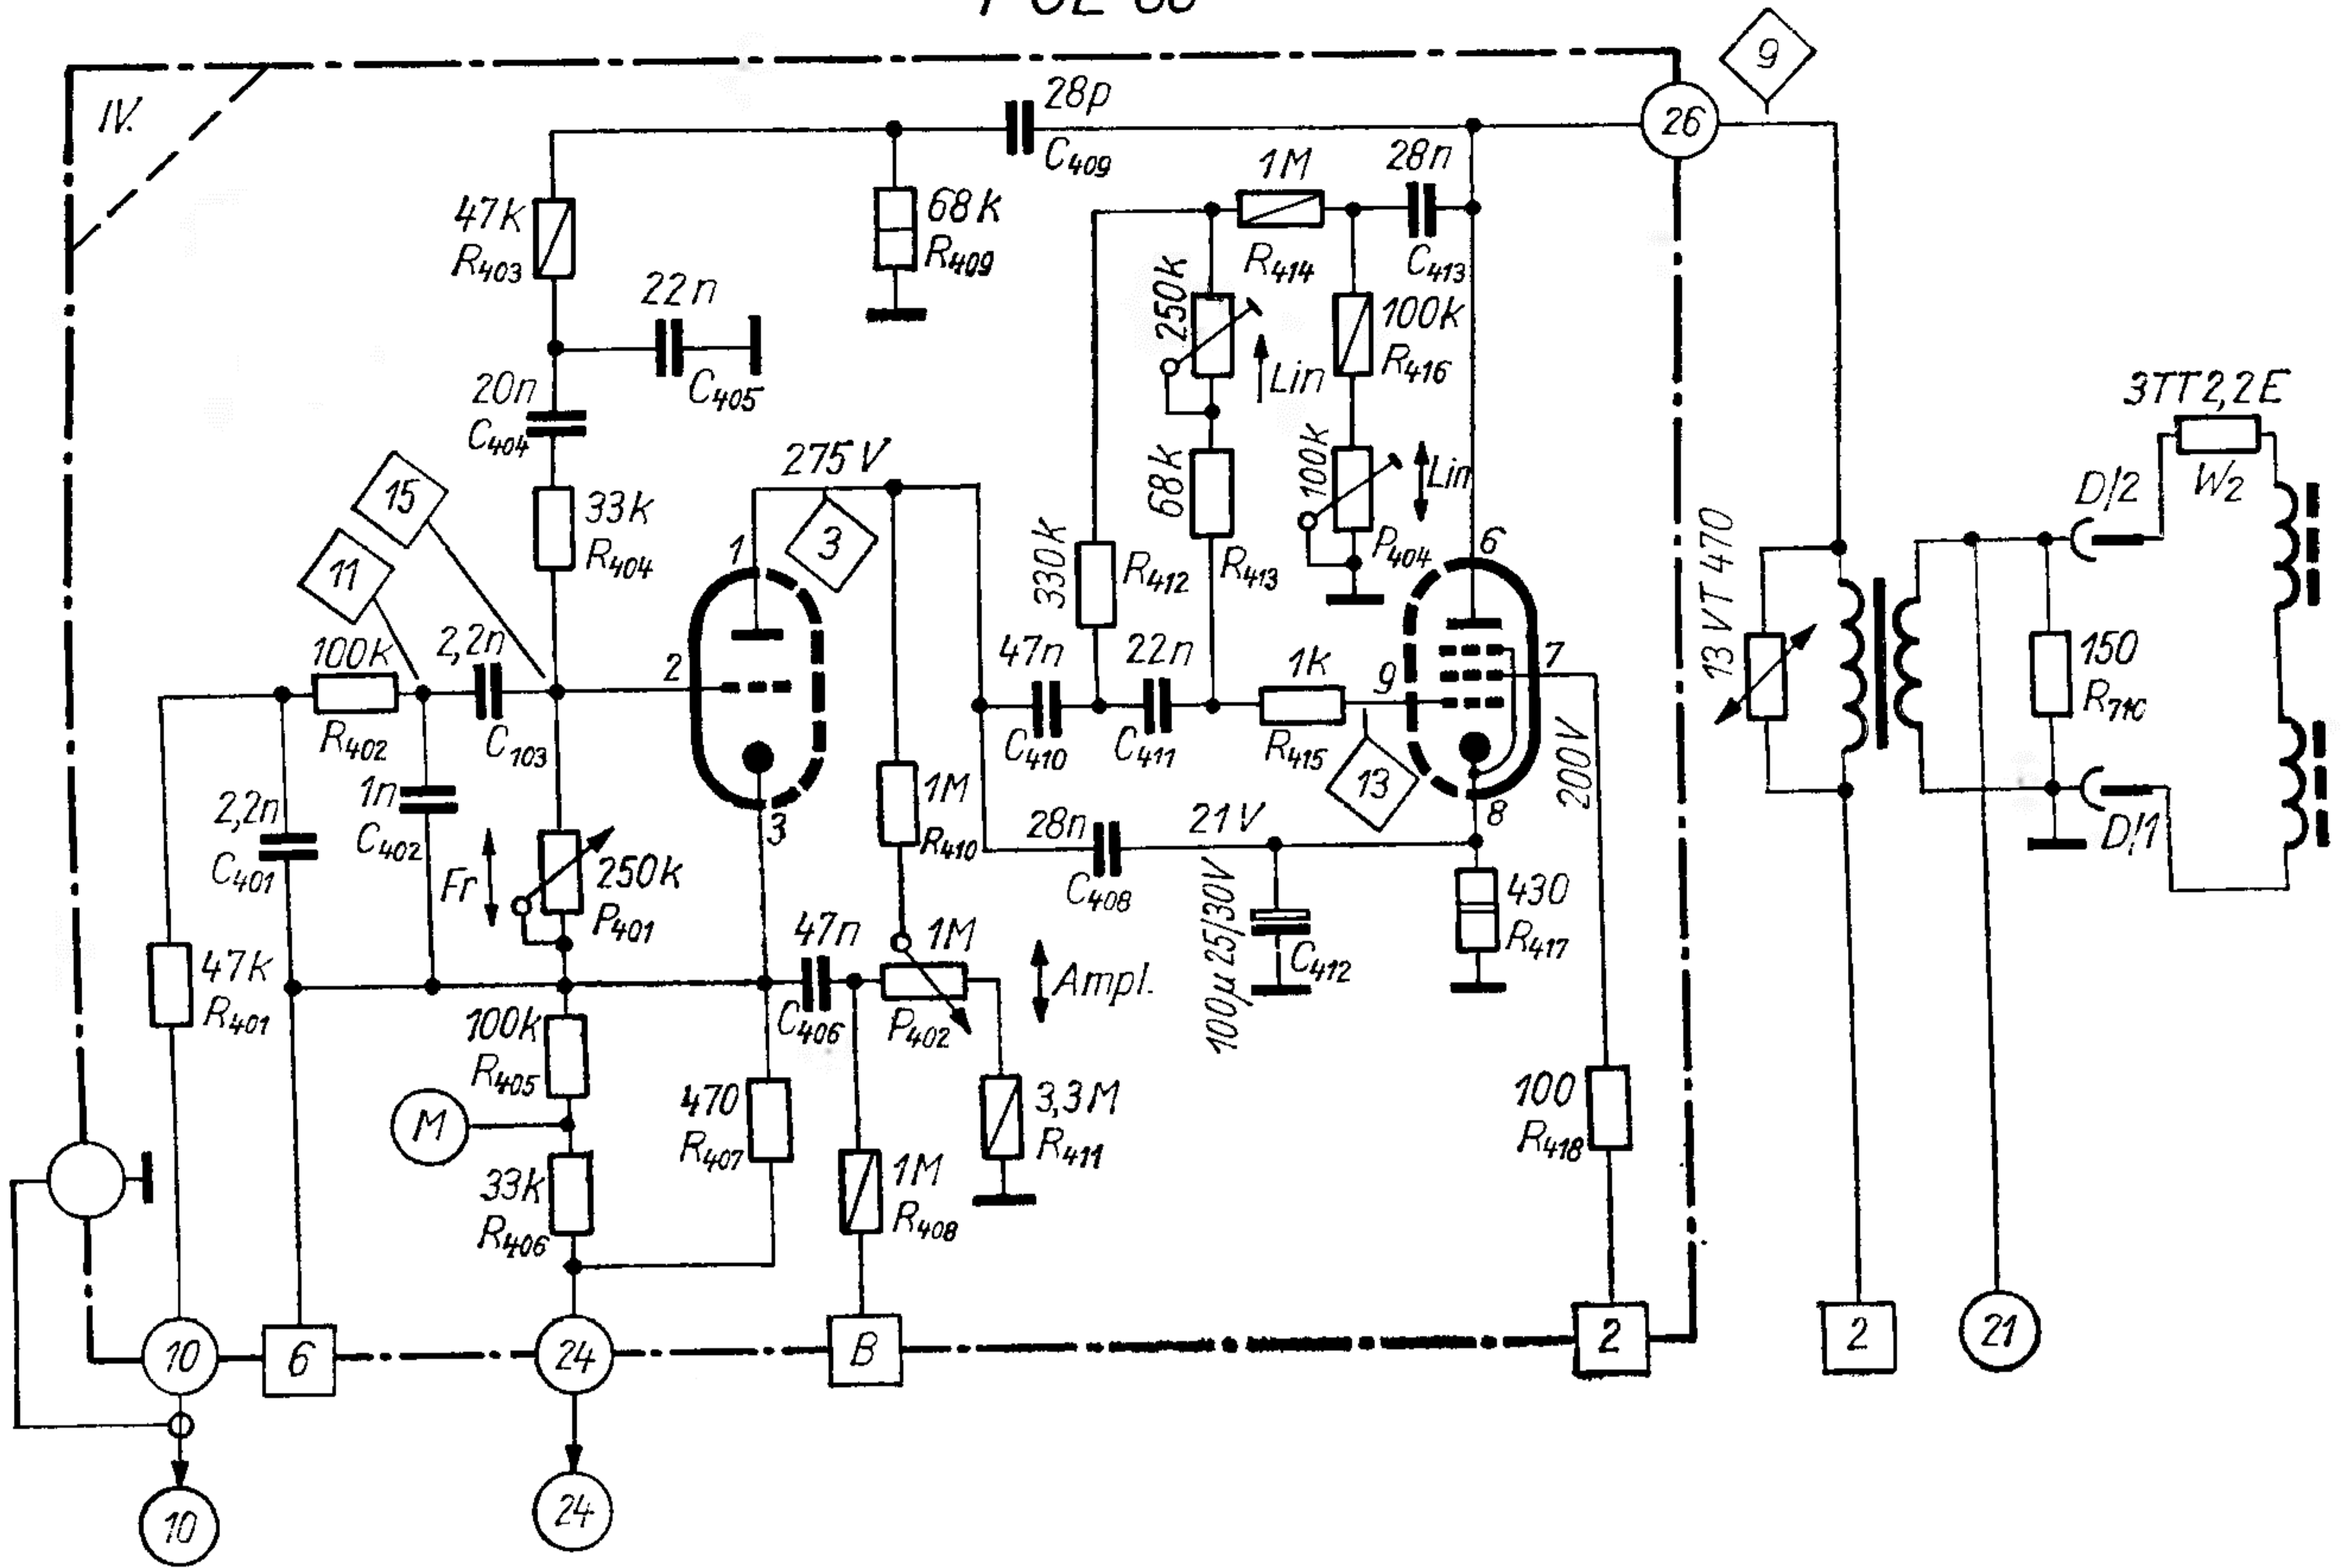 IV.
9
26
28p
C409
1M
28n
47k
R403
68k
R409
R414
C413
250k
Lin
100k
R416
22n
C405
20n
C404
3TT2,2E
W2
D/2
275V
15
33k
R404
11
3
1
68k
R413
100k
Lin
P404
6
13VT470
330k
R412
100k
2,2n
2
47n
22n
1k
9
7
150
R710
R402
C103
C410
C411
R415
13
200V
1n
C402
2,2n
C401
Fr
250k
P401
3
1M
R410
28n
C408
21V
8
D/1
100µ25/30V
C412
430
R417
47k
R401
47n
C406
1M
P402
Ampl.
100k
R405
M
470
R407
3,3M
R411
100
R418
33k
R406
1M
R408
10
6
24
B
2
2
21
10
24